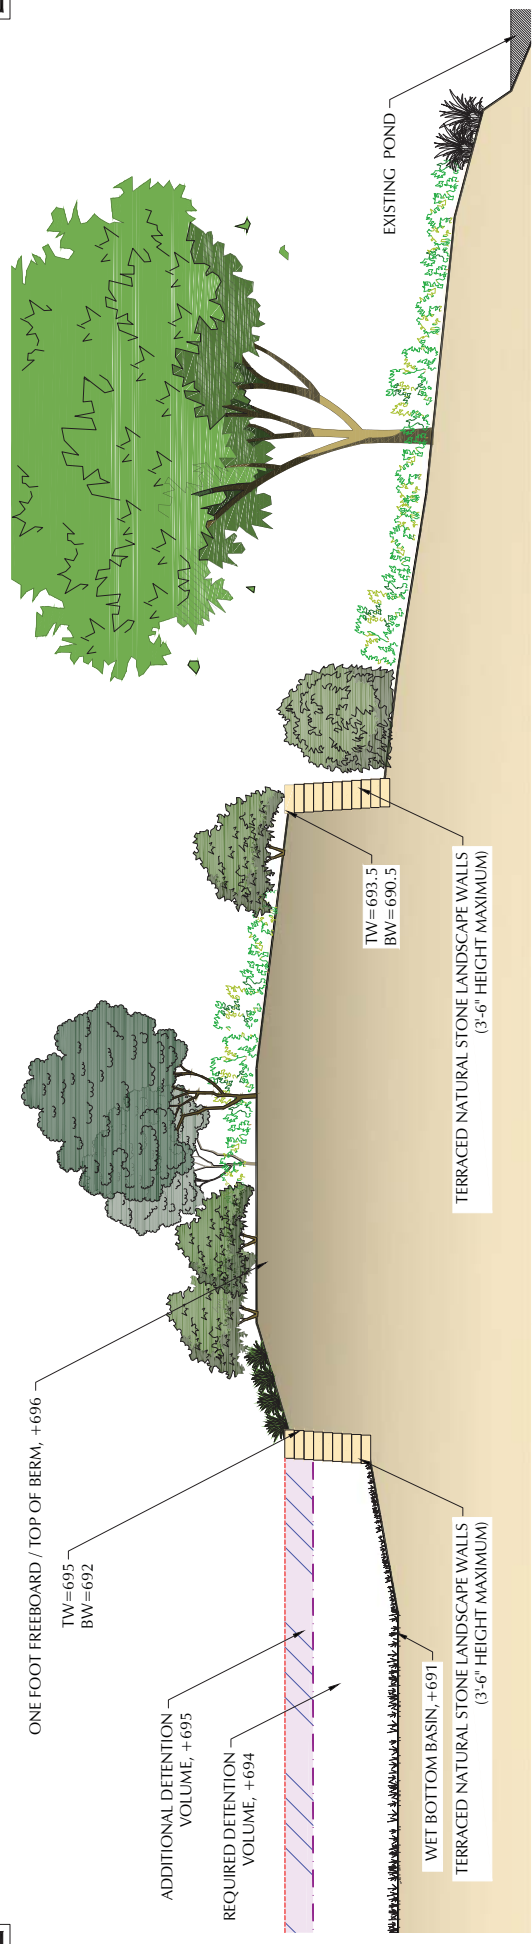 ONE FOOT FREEBOARD / TOP OF BERM, +696
TW=695
BW=692
ADDITIONAL DETENTION
VOLUME, +695
REQUIRED DETENTION
VOLUME, +694
WET BOTTOM BASIN, +691
TERRACED NATURAL STONE LANDSCAPE WALLS
(3'-6" HEIGHT MAXIMUM)
TW=693.5
BW=690.5
TERRACED NATURAL STONE LANDSCAPE WALLS
(3'-6" HEIGHT MAXIMUM)
EXISTING POND